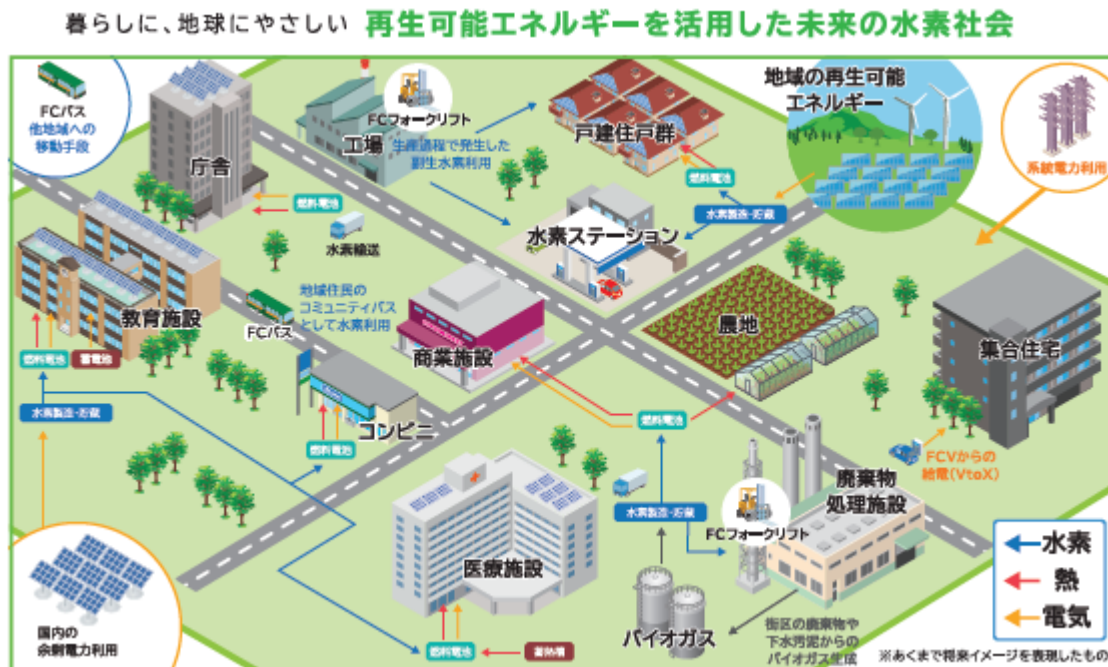 暮らしに、地球にやさしい 再生可能エネルギーを活用した未来の水素社会
FCバス
他地域への
移動手段
庁舎
工場
FCフォークリフト
生産過程で発生した
副生水素利用
戸建住戸群
地域の再生可能
エネルギー
系統電力利用
燃料電池
水素輸送
燃料電池
水素製造・貯蔵
水素ステーション
教育施設
FCバス
地域住民の
コミュニティバス
として水素利用
商業施設
農地
集合住宅
燃料電池
蓄電池
水素製造・貯蔵
コンビニ
燃料電池
燃料電池
FCVからの
給電(VtoX)
廃棄物
処理施設
水素製造・貯蔵
FCフォークリフト
医療施設
バイオガス
街区の廃棄物や
下水汚泥からの
バイオガス生成
国内の
余剰電力利用
燃料電池
蓄熱槽
水素
熱
電気
※あくまで将来イメージを表現したもの